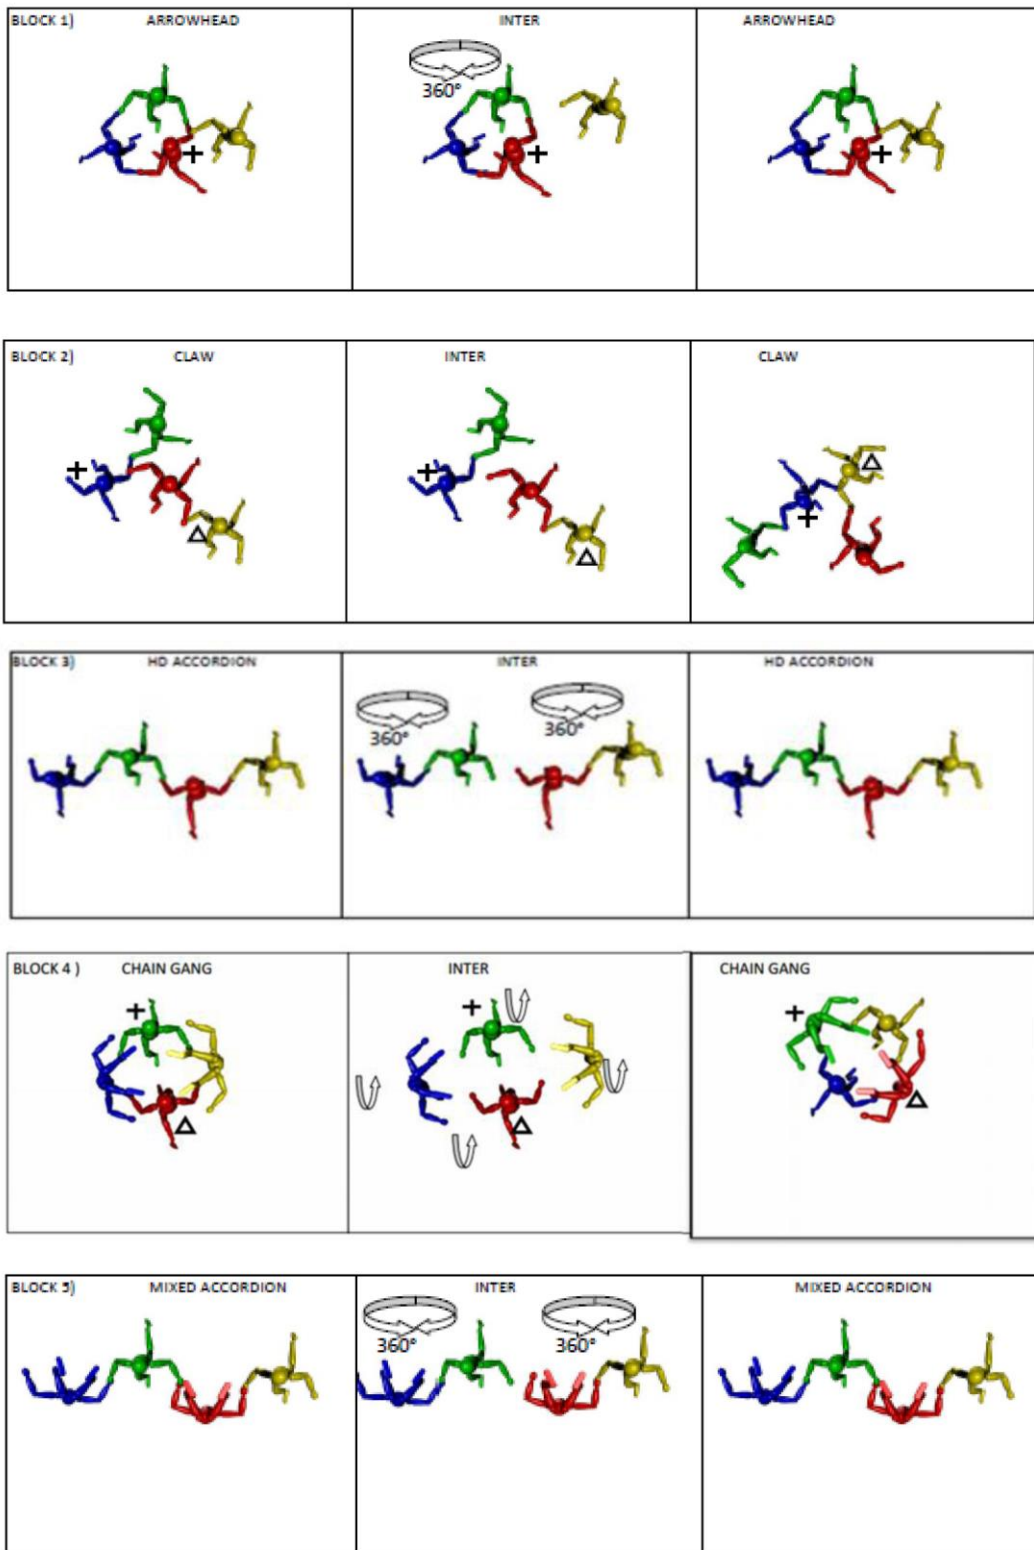 BLOCK 1) ARROWHEAD INTER ARROWHEAD
360°
BLOCK 2) CLAW INTER CLAW
BLOCK 3) HD ACCORDION INTER HD ACCORDION
360° 360°
BLOCK 4 ) CHAIN GANG INTER CHAIN GANG
BLOCK 5) MIXED ACCORDION INTER MIXED ACCORDION
360° 360°